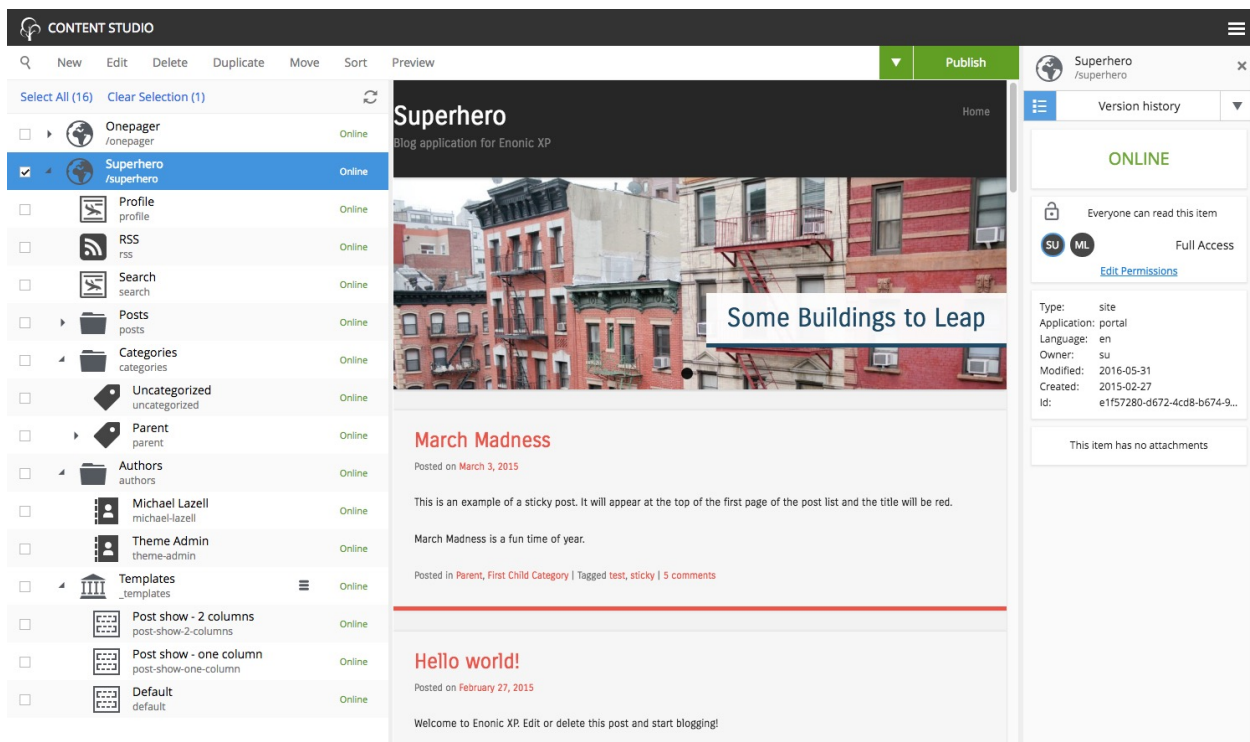 CONTENT STUDIO
New Edit Delete Duplicate Move Sort Preview Publish
Select All (16) Clear Selection (1)
Onepager
/onepager
Online
Superhero
/superhero
Online
Profile
profile
Online
RSS
rss
Online
Search
search
Online
Posts
posts
Online
Categories
categories
Online
Uncategorized
uncategorized
Online
Parent
parent
Online
Authors
authors
Online
Michael Lazell
michael-lazell
Online
Theme Admin
theme-admin
Online
Templates
_templates
Online
Post show - 2 columns
post-show-2-columns
Online
Post show - one column
post-show-one-column
Online
Default
default
Online
Superhero
Home
Blog application for Enonic XP
Some Buildings to Leap
March Madness
Posted on March 3, 2015
This is an example of a sticky post. It will appear at the top of the first page of the post list and the title will be red.
March Madness is a fun time of year.
Posted in Parent, First Child Category | Tagged test, sticky | 5 comments
Hello world!
Posted on February 27, 2015
Welcome to Enonic XP. Edit or delete this post and start blogging!
Superhero
/superhero
Version history
ONLINE
Everyone can read this item
SU ML Full Access
Edit Permissions
Type: site
Application: portal
Language: en
Owner: su
Modified: 2016-05-31
Created: 2015-02-27
Id: e1f57280-d672-4cd8-b674-9...
This item has no attachments